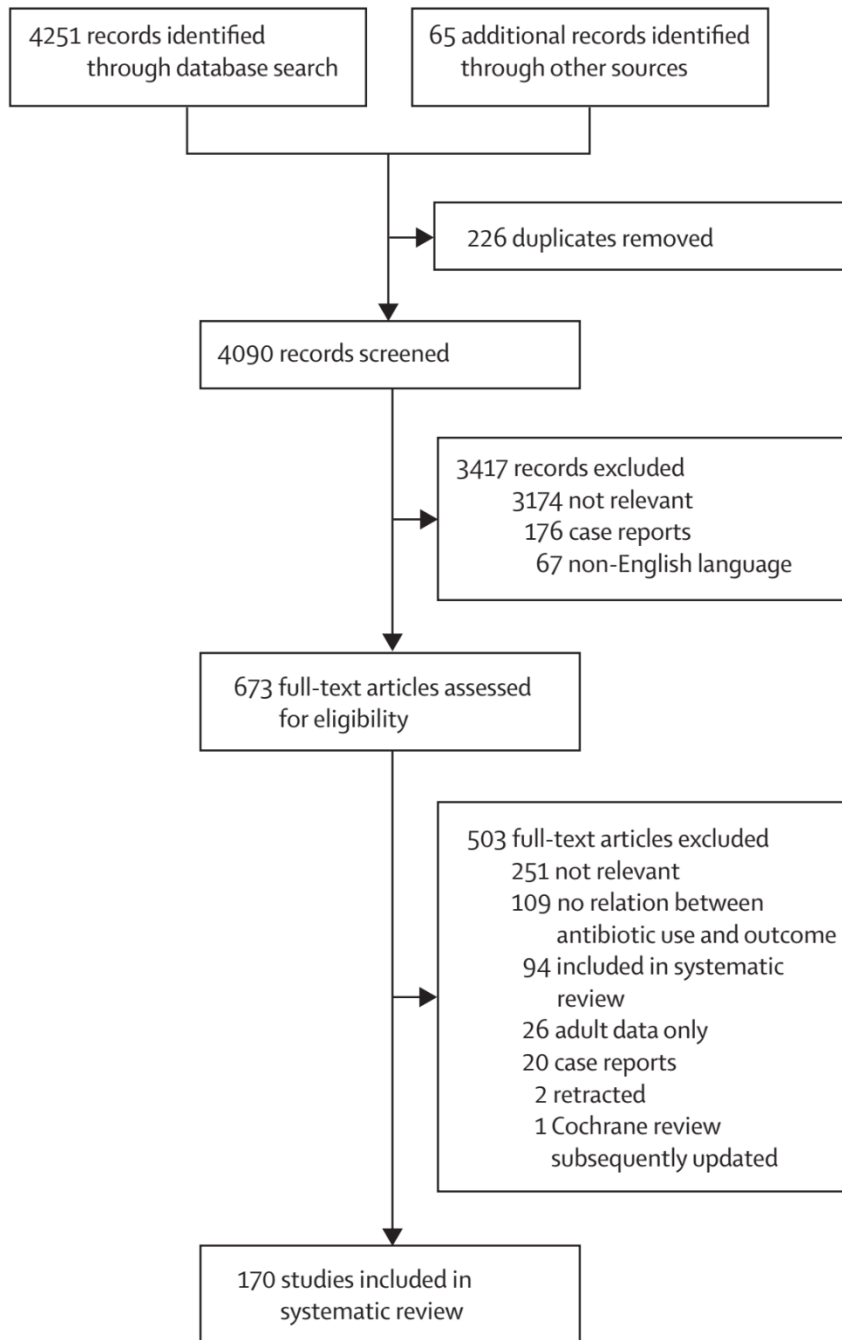 4251 records identified
through database search
65 additional records identified
through other sources
226 duplicates removed
4090 records screened
3417 records excluded
3174 not relevant
176 case reports
67 non-English language
673 full-text articles assessed
for eligibility
503 full-text articles excluded
251 not relevant
109 no relation between
antibiotic use and outcome
94 included in systematic
review
26 adult data only
20 case reports
2 retracted
1 Cochrane review
subsequently updated
170 studies included in
systematic review